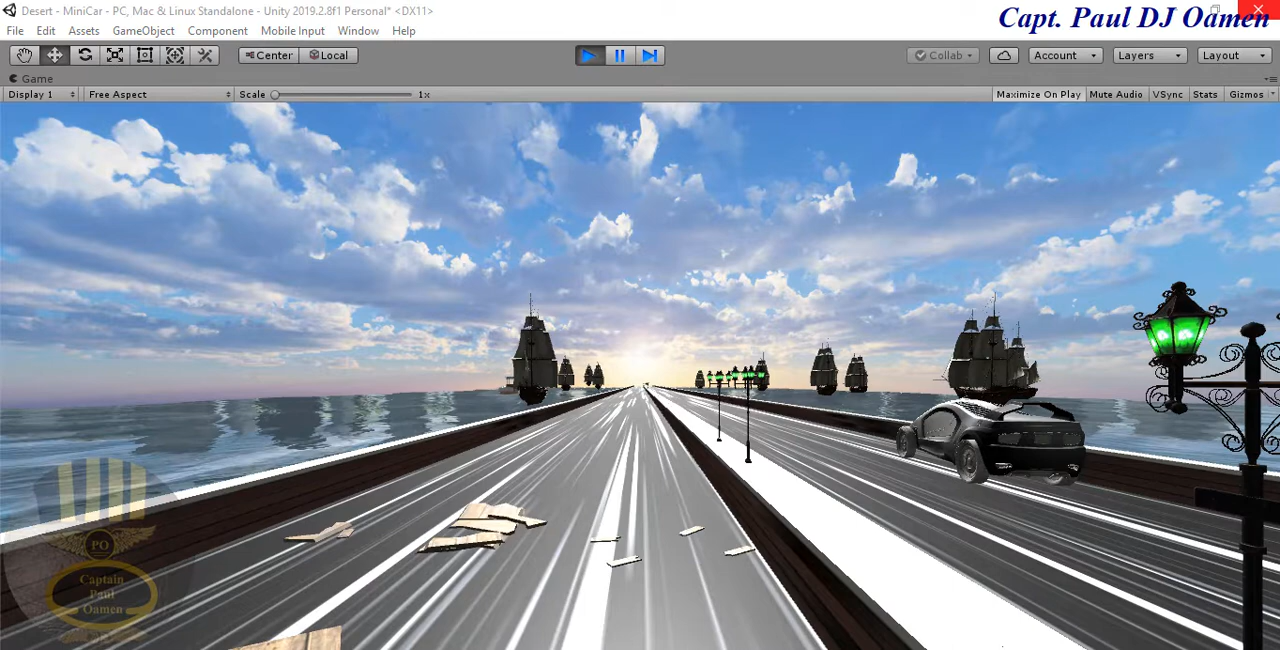 Desert - MiniCar - PC, Mac & Linux Standalone - Unity 2019.2.8f1 Personal* <DX11>
Capt. Paul DJ Oamen
File Edit Assets GameObject Component Mobile Input Window Help
Center Local Collab Account Layers Layout
Game
Display 1 Free Aspect Scale 1x Maximize On Play Mute Audio VSync Stats Gizmos
PO
Captain
Paul
Oamen